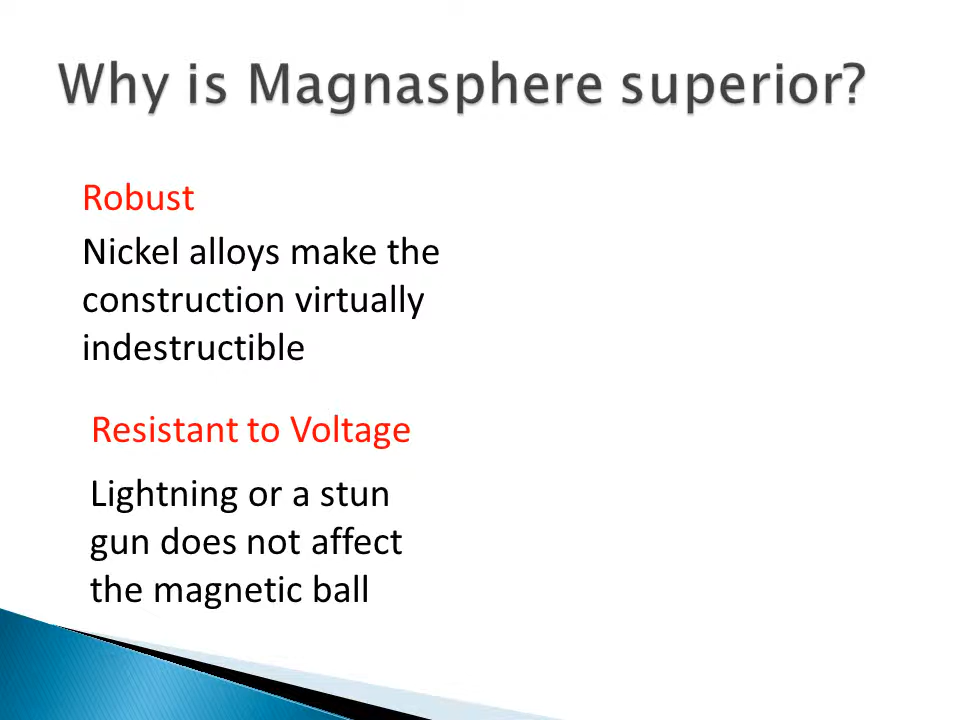 Why is Magnasphere superior?
Robust
Nickel alloys make the
construction virtually
indestructible
Resistant to Voltage
Lightning or a stun
gun does not affect
the magnetic ball